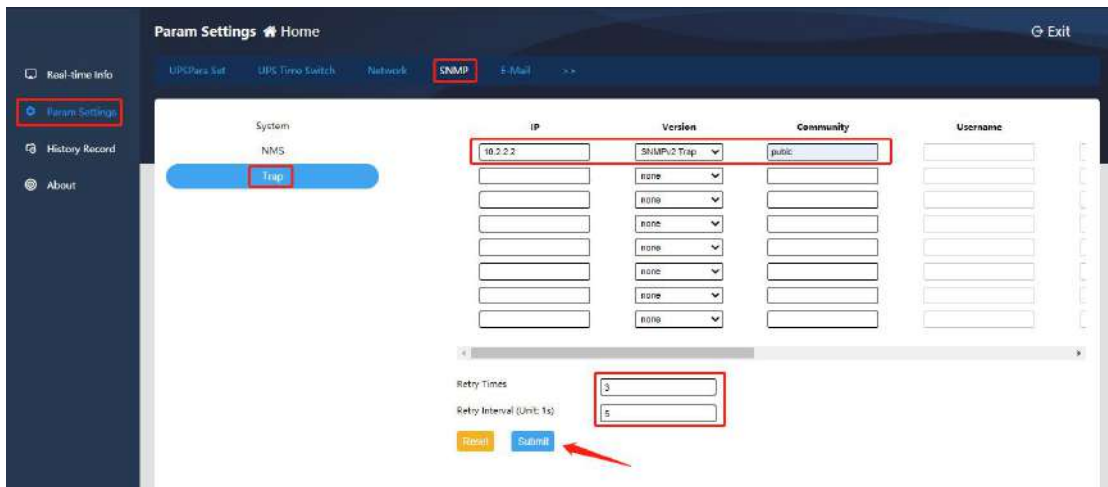 Param Settings Home
Exit
Real-time Info
Param Settings
History Record
About
UPSPara Set UPS Time Switch Network SNMP E-Mail >>
System
NMS
Trap
IP Version Community Username
10.2.2.2 SNMPv2 Trap pubic
none
none
none
none
none
none
none
Retry Times 3
Retry Interval (Unit: 1s) 5
Reset Submit